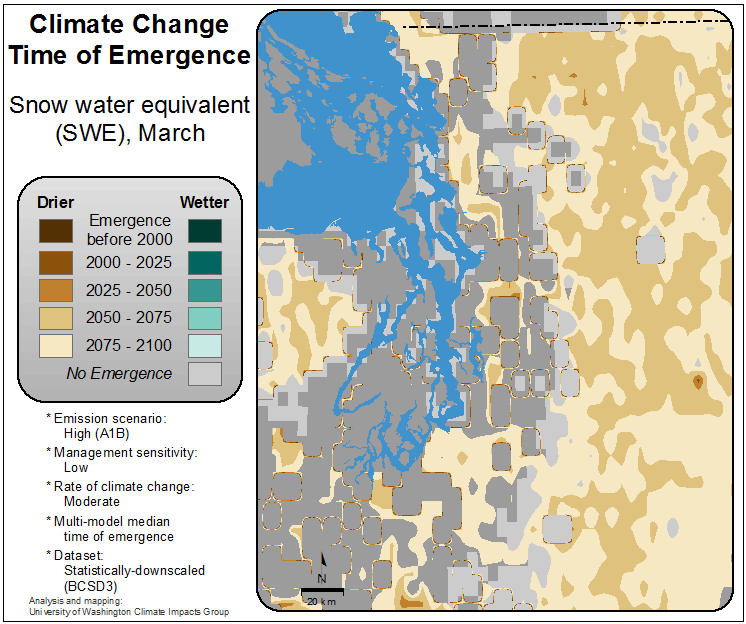 Climate Change
Time of Emergence
Snow water equivalent
(SWE), March
Drier Wetter
Emergence
before 2000
2000 - 2025
2025 - 2050
2050 - 2075
2075 - 2100
No Emergence
* Emission scenario:
High (A1B)
* Management sensitivity:
Low
* Rate of climate change:
Moderate
* Multi-model median
time of emergence
* Dataset:
Statistically-downscaled
(BCSD3)
Analysis and mapping:
University of Washington Climate Impacts Group
N
20 km